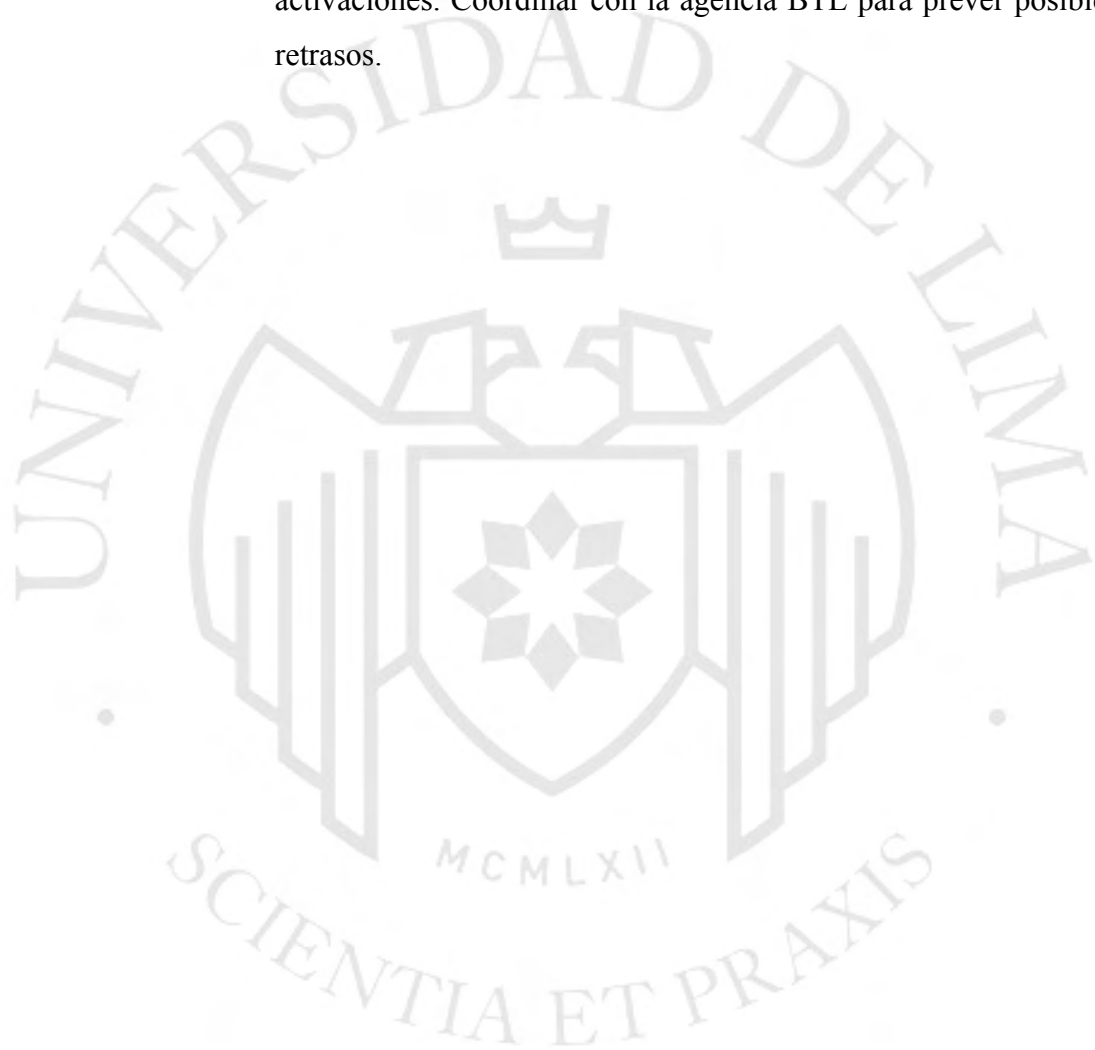 activaciones. Coordinar con la agencia BTL para prever posible
retrasos.
UNIVERSIDAD DE LIMA
MCMLXII
SCIENTIA ET PRAXIS